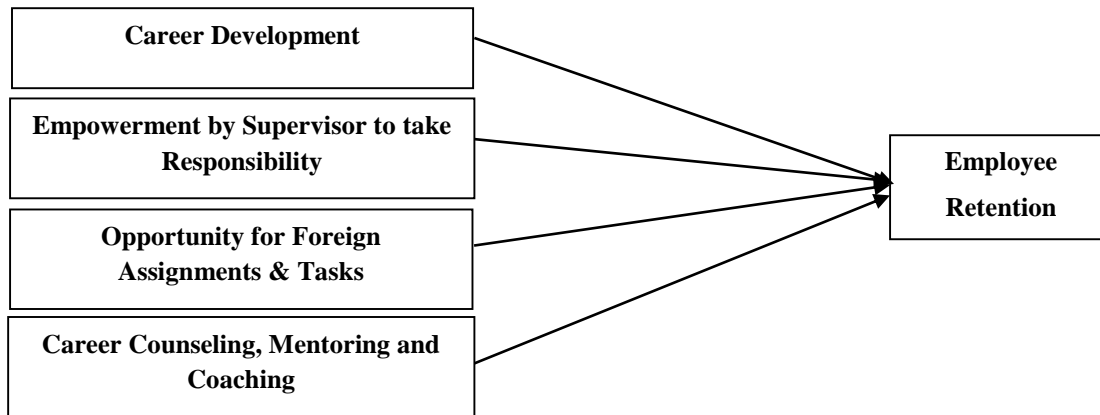 Career Development
Empowerment by Supervisor to take
Responsibility
Opportunity for Foreign
Assignments & Tasks
Career Counseling, Mentoring and
Coaching
Employee
Retention